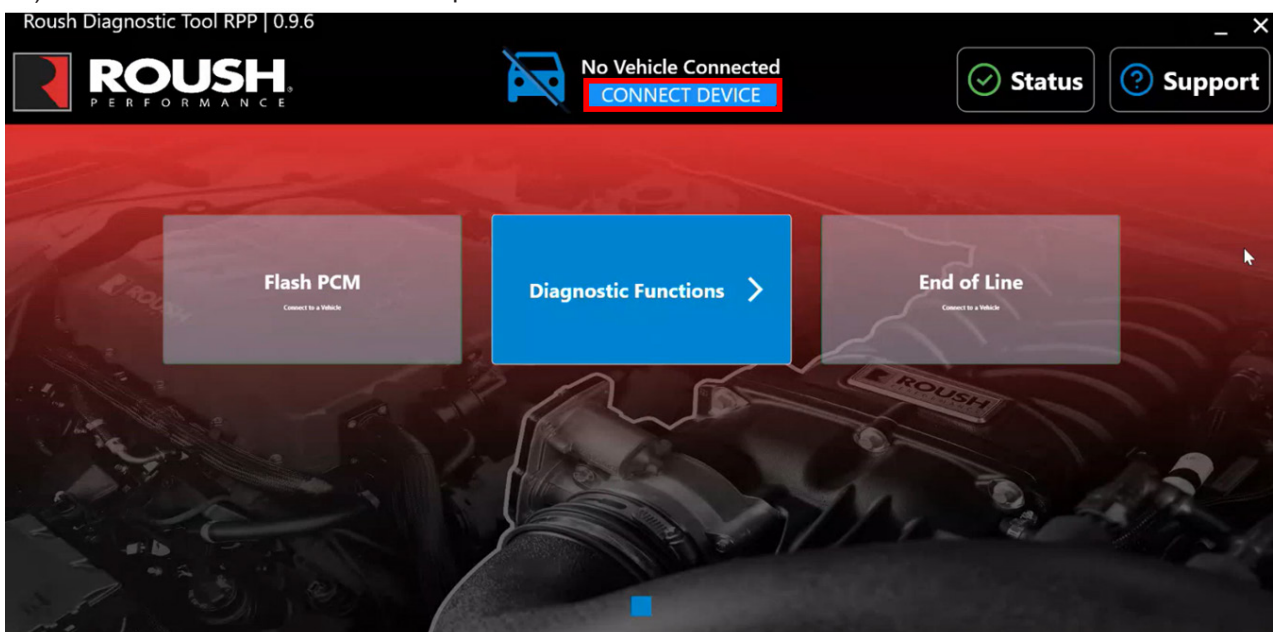 Roush Diagnostic Tool RPP | 0.9.6
ROUSH
PERFORMANCE
No Vehicle Connected
CONNECT DEVICE
Status
Support
Flash PCM
Connect to a Vehicle
Diagnostic Functions
End of Line
Connect to a Vehicle
ROUSH
ROUSH